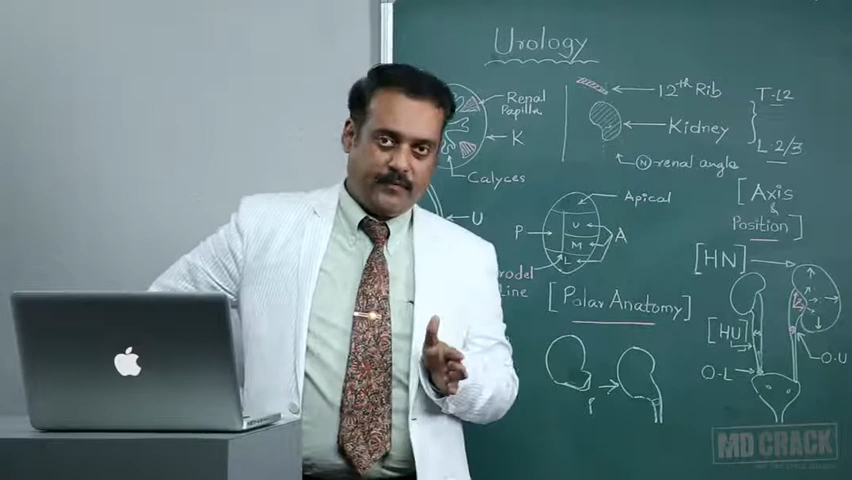 Urology
Renal
Papilla
K
Calyces
U
12th Rib
Kidney
N renal angle
T-12
L-2/3
Apical
P
U
M
L
A
Line
[Polar Anatomy]
P
[Axis
&
Position]
[HN]
[HU]
O-L
O-U
MD CRACK